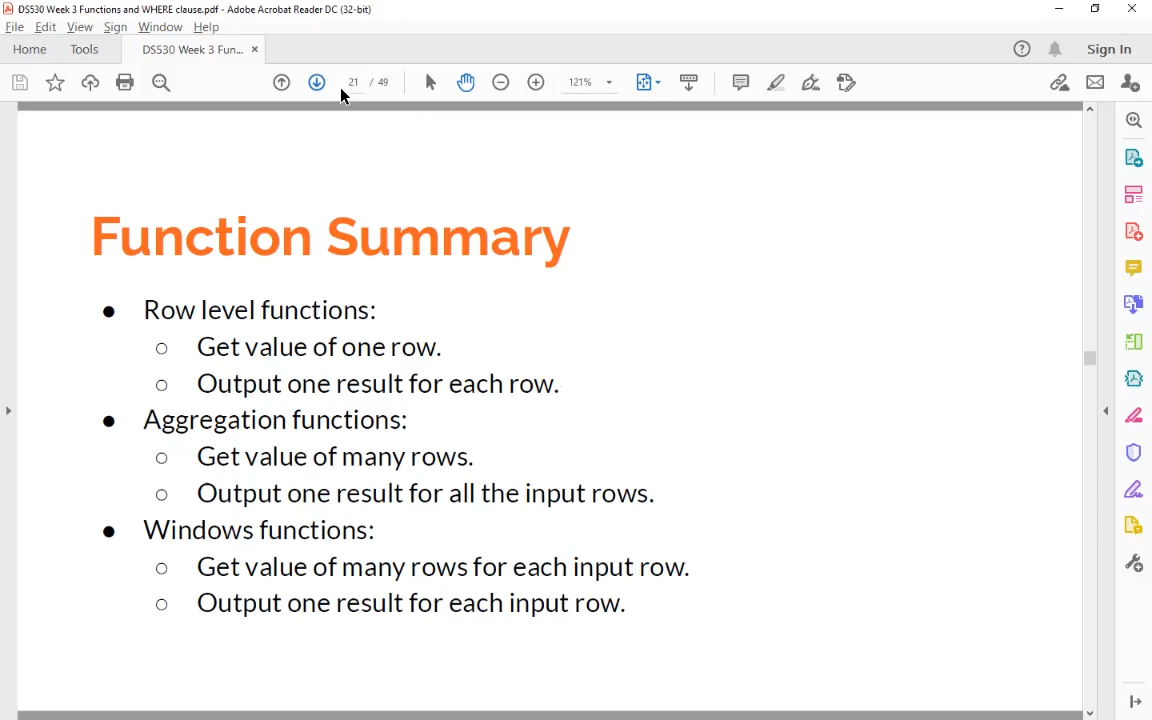 DS530 Week 3 Functions and WHERE clause.pdf - Adobe Acrobat Reader DC (32-bit)
File Edit View Sign Window Help
Home Tools DS530 Week 3 Fun... × Sign In
21 / 49 121%
Function Summary
● Row level functions:
○ Get value of one row.
○ Output one result for each row.
● Aggregation functions:
○ Get value of many rows.
○ Output one result for all the input rows.
● Windows functions:
○ Get value of many rows for each input row.
○ Output one result for each input row.